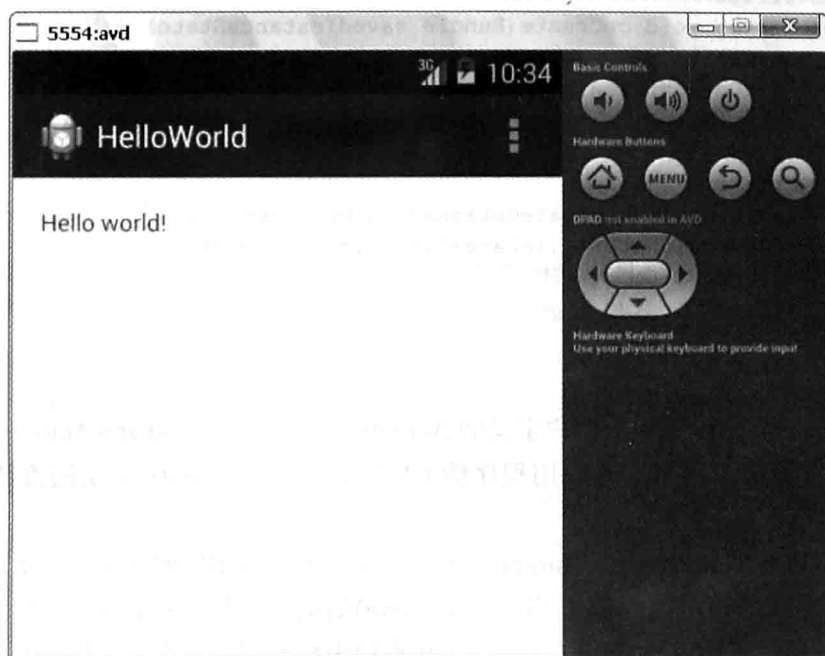 5554:avd
3G 10:34
HelloWorld
Hello world!
Basic Controls
Hardware Buttons
MENU
DPAD not enabled in AVD
Hardware Keyboard
Use your physical keyboard to provide input